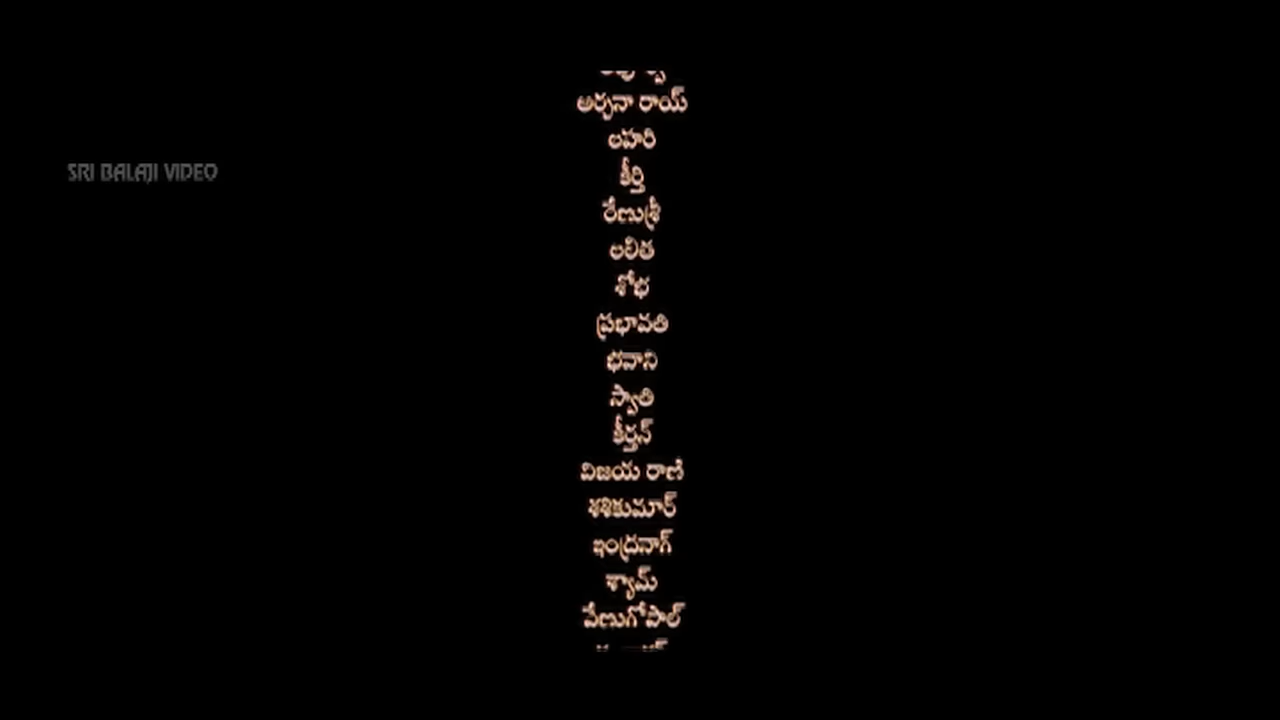 అర్చనా రాయ్
లహరి
SRI BALAJI VIDEO
కీర్తి
రేణుశ్రీ
లలిత
శోభ
ప్రభావతి
భవాని
స్వాతి
కీర్తన్
విజయ రాణి
శశికుమార్
ఇంద్రనాగ్
శ్యామ్
వేణుగోపాల్